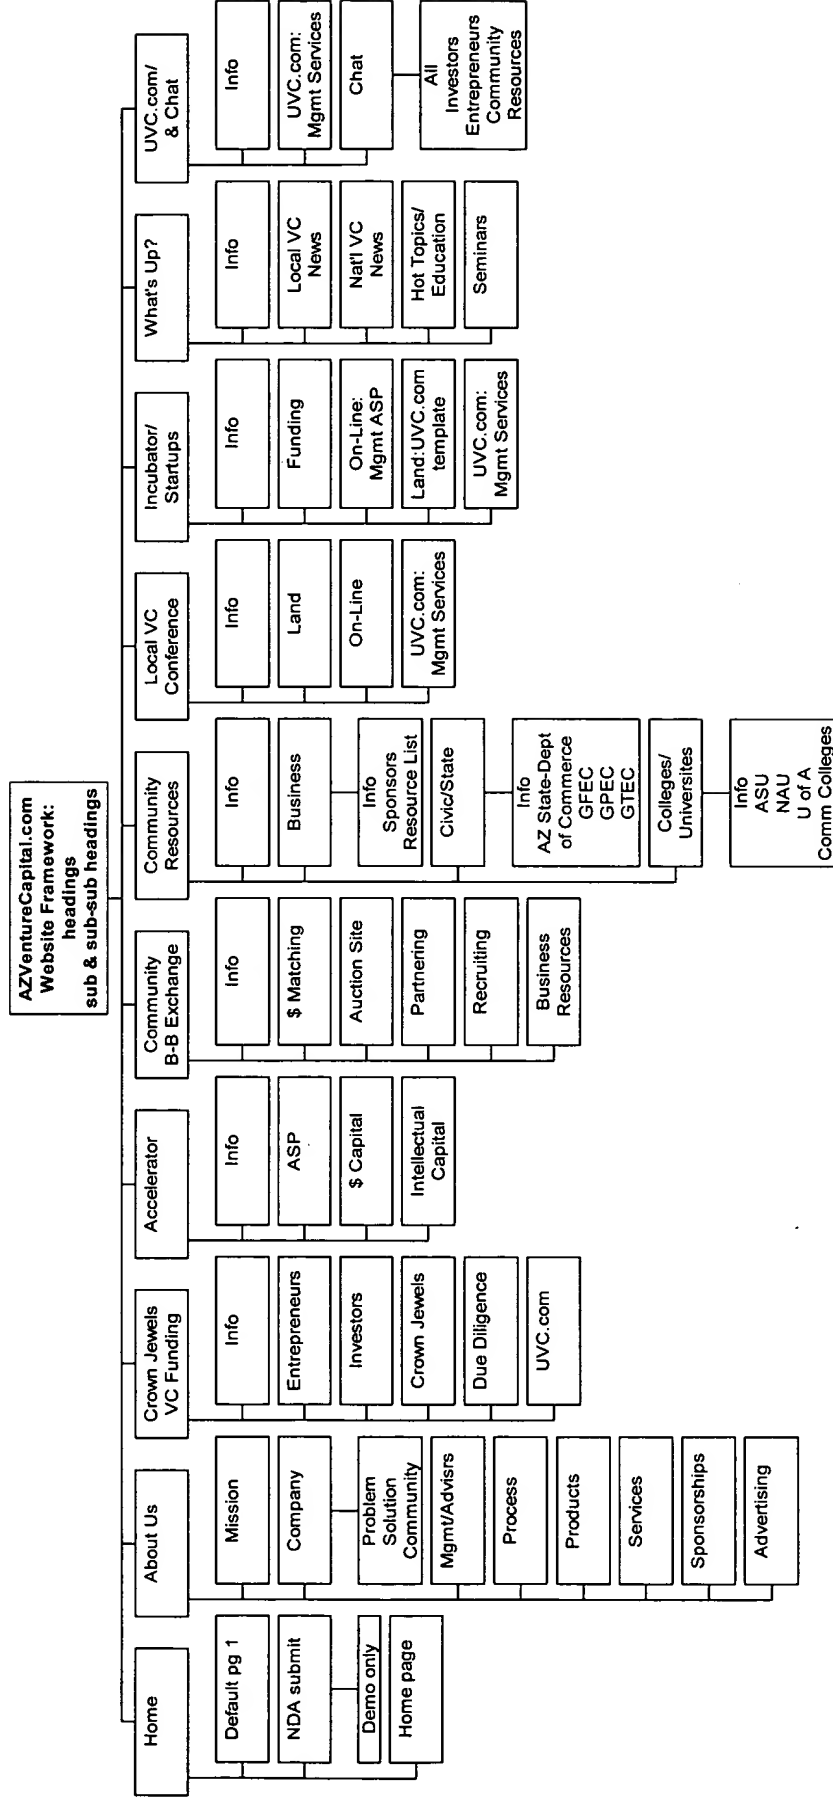 AZVentureCapital.com
Website Framework:
headings
sub & sub-sub headings
Home
Default pg 1
NDA submit
Demo only
Home page
About Us
Mission
Company
Problem
Solution
Community
Mgmt/Advisrs
Process
Products
Services
Sponsorships
Advertising
Crown Jewels
VC Funding
Info
Entrepreneurs
Investors
Crown Jewels
Due Diligence
UVC.com
Accelerator
Info
ASP
$ Capital
Intellectual
Capital
Community
B-B Exchange
Info
$ Matching
Auction Site
Partnering
Recruiting
Business
Resources
Community
Resources
Info
Business
Info
Sponsors
Resource List
Civic/State
Info
AZ State-Dept
of Commerce
GFEC
GPEC
GTEC
Colleges/
Universites
Info
ASU
NAU
U of A
Comm Colleges
Local VC
Conference
Info
Land
On-Line
UVC.com:
Mgmt Services
Incubator/
Startups
Info
Funding
On-Line:
Mgmt ASP
Land:UVC.com
template
UVC.com:
Mgmt Services
What's Up?
Info
Local VC
News
Nat'l VC
News
Hot Topics/
Education
Seminars
UVC.com/
& Chat
Info
UVC.com:
Mgmt Services
Chat
All
Investors
Entrepreneurs
Community
Resources